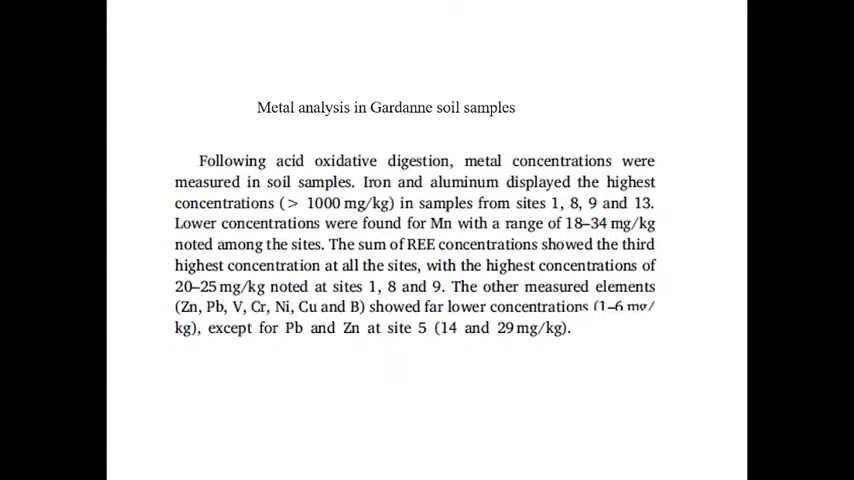 Metal analysis in Gardanne soil samples
Following acid oxidative digestion, metal concentrations were
measured in soil samples. Iron and aluminum displayed the highest
concentrations (> 1000 mg/kg) in samples from sites 1, 8, 9 and 13.
Lower concentrations were found for Mn with a range of 18–34 mg/kg
noted among the sites. The sum of REE concentrations showed the third
highest concentration at all the sites, with the highest concentrations of
20–25 mg/kg noted at sites 1, 8 and 9. The other measured elements
(Zn, Pb, V, Cr, Ni, Cu and B) showed far lower concentrations (1–6 mg/
kg), except for Pb and Zn at site 5 (14 and 29 mg/kg).